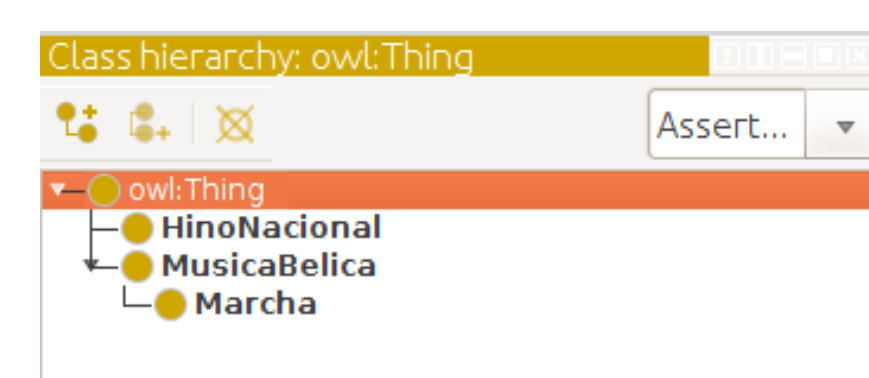 Class hierarchy: owl:Thing
Assert...
owl:Thing
HinoNacional
MusicaBelica
Marcha